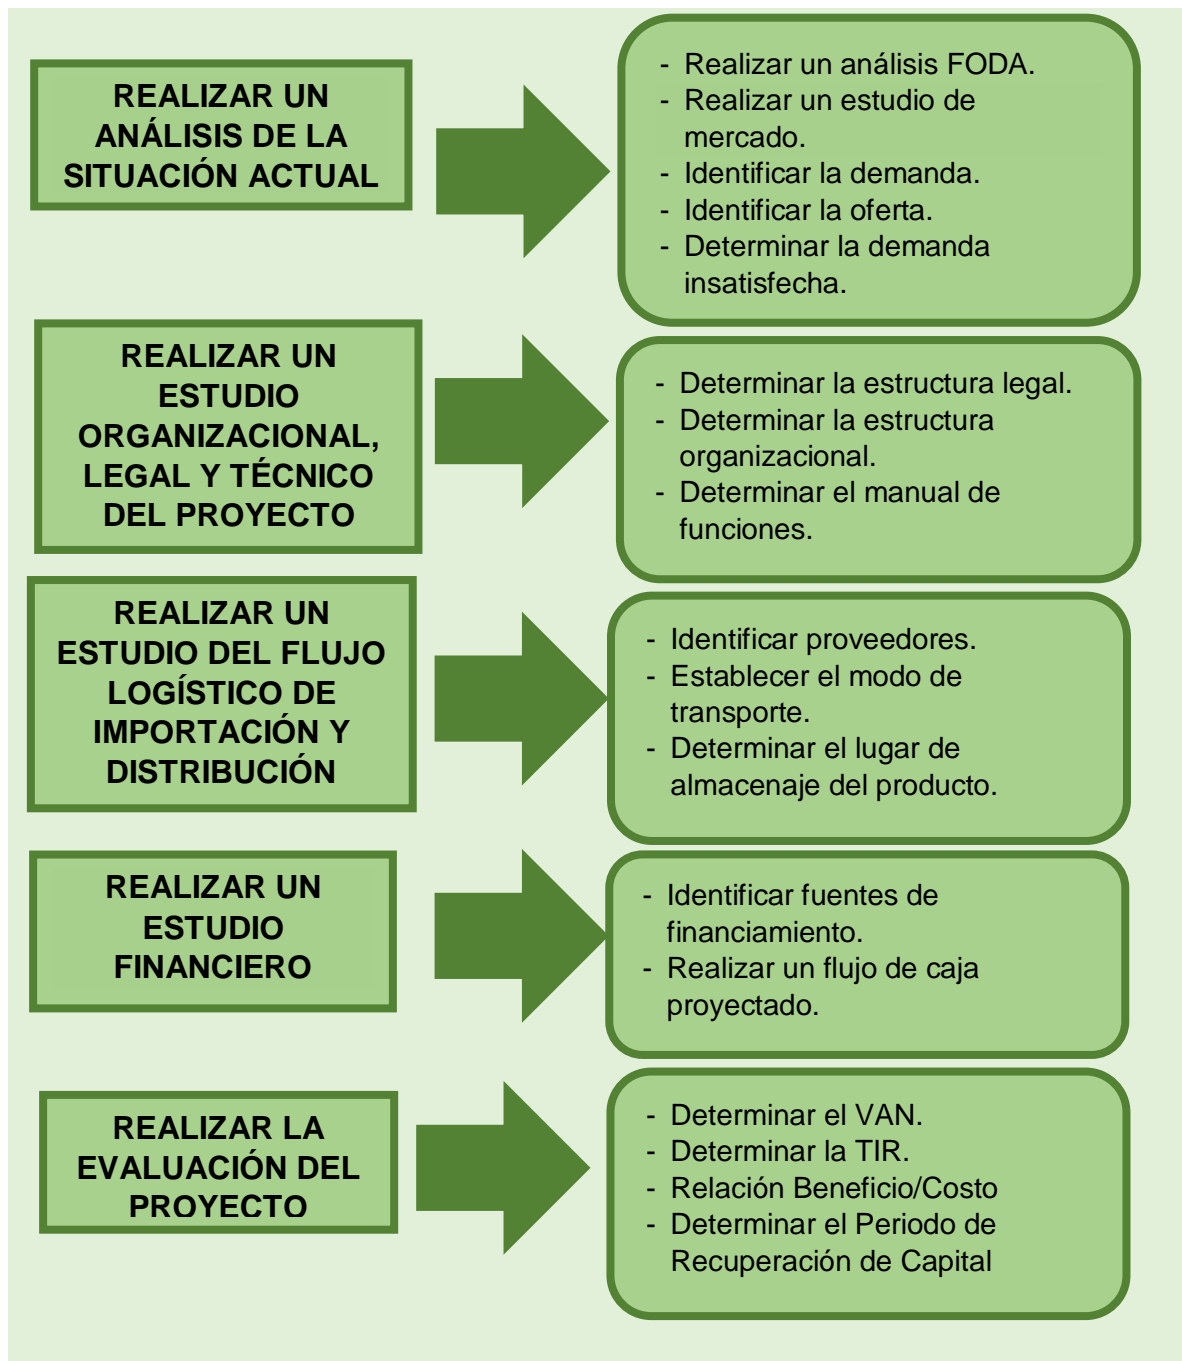 REALIZAR UN
ANÁLISIS DE LA
SITUACIÓN ACTUAL
- Realizar un análisis FODA.
- Realizar un estudio de
mercado.
- Identificar la demanda.
- Identificar la oferta.
- Determinar la demanda
insatisfecha.
REALIZAR UN
ESTUDIO
ORGANIZACIONAL,
LEGAL Y TÉCNICO
DEL PROYECTO
- Determinar la estructura legal.
- Determinar la estructura
organizacional.
- Determinar el manual de
funciones.
REALIZAR UN
ESTUDIO DEL FLUJO
LOGÍSTICO DE
IMPORTACIÓN Y
DISTRIBUCIÓN
- Identificar proveedores.
- Establecer el modo de
transporte.
- Determinar el lugar de
almacenaje del producto.
REALIZAR UN
ESTUDIO
FINANCIERO
- Identificar fuentes de
financiamiento.
- Realizar un flujo de caja
proyectado.
REALIZAR LA
EVALUACIÓN DEL
PROYECTO
- Determinar el VAN.
- Determinar la TIR.
- Relación Beneficio/Costo
- Determinar el Periodo de
Recuperación de Capital